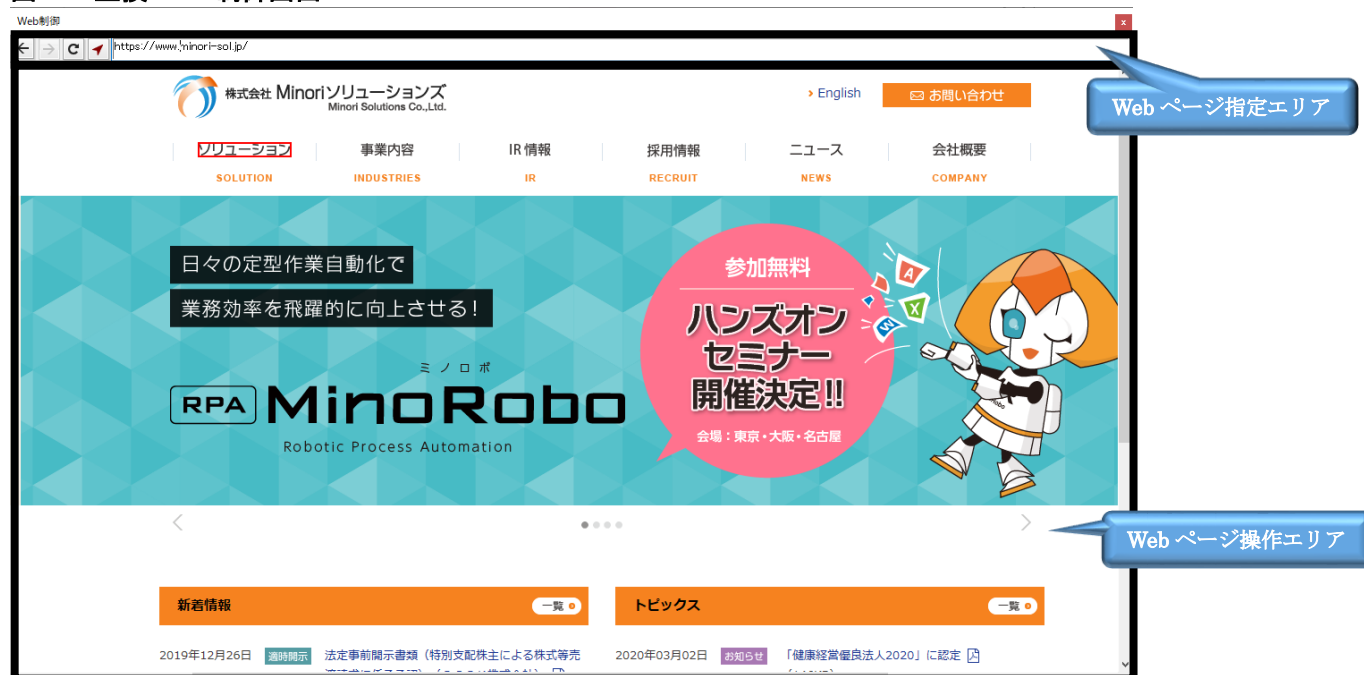 Web制御
x
https://www.minori-sol.jp/
Web ページ指定エリア
株式会社 Minoriソリューションズ
Minori Solutions Co.,Ltd.
English
お問い合わせ
ソリューション 事業内容 IR情報 採用情報 ニュース 会社概要
SOLUTION INDUSTRIES IR RECRUIT NEWS COMPANY
日々の定型作業自動化で
業務効率を飛躍的に向上させる!
ミノロボ
RPA MinoRobo
Robotic Process Automation
参加無料
ハンズオン
セミナー
開催決定!!
会場:東京・大阪・名古屋
A
X
W
Robo
Web ページ操作エリア
新着情報 一覧
トピックス 一覧
2019年12月26日 適時開示 法定事前開示書類(特別支配株主による株式等売
2020年03月02日 お知らせ 「健康経営優良法人2020」に認定